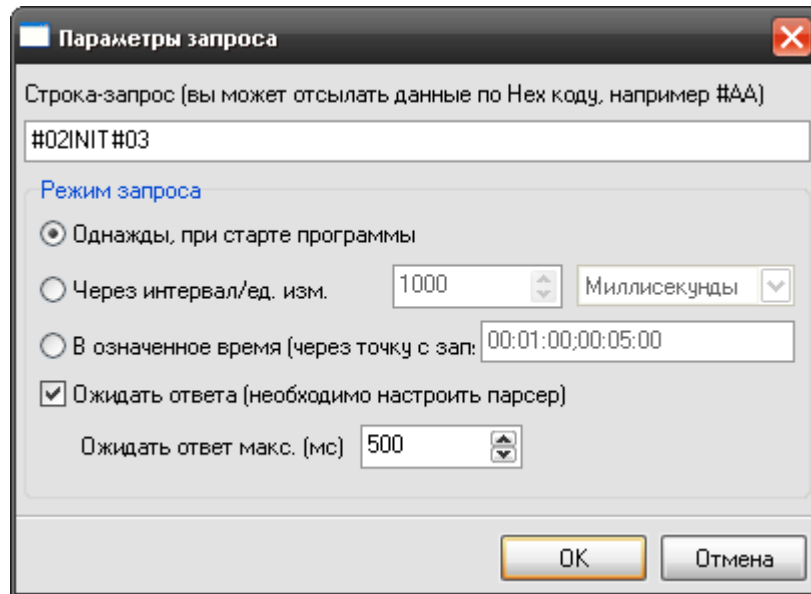 Параметры запроса
Строка-запрос (вы может отсылать данные по Hex коду, например #AA)
#02INIT#03
Режим запроса
Однажды, при старте программы
Через интервал/ед. изм. 1000 Миллисекунды
В означенное время (через точку с зап: 00:01:00;00:05:00
Ожидать ответа (необходимо настроить парсер)
Ожидать ответ макс. (мс) 500
OK Отмена